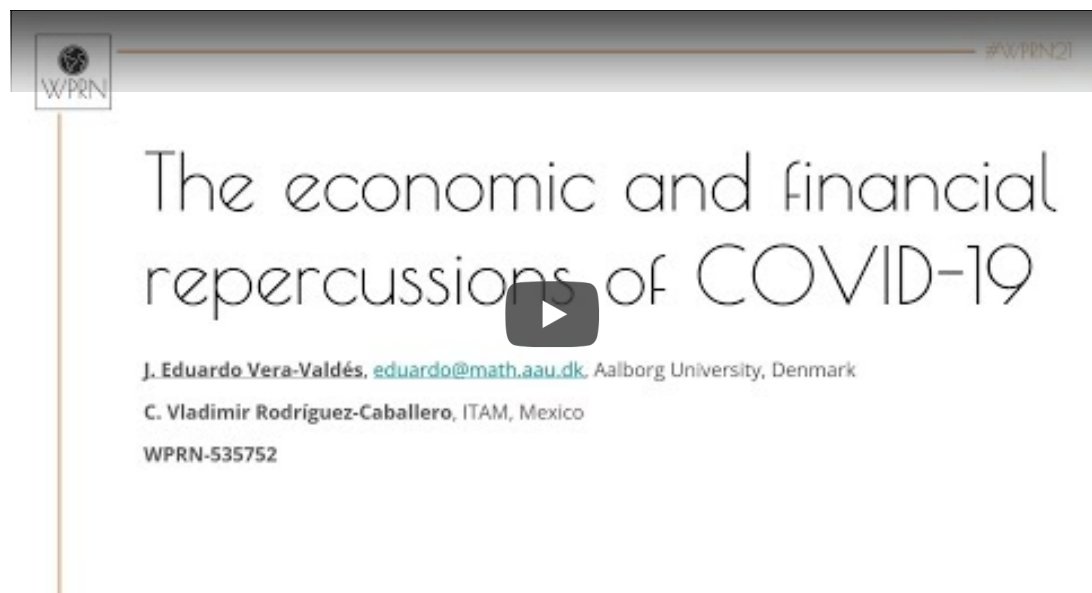 WPRN
#WPRN21
The economic and financial
repercussions of COVID-19
J. Eduardo Vera-Valdés, eduardo@math.aau.dk, Aalborg University, Denmark
C. Vladimir Rodríguez-Caballero, ITAM, Mexico
WPRN-535752